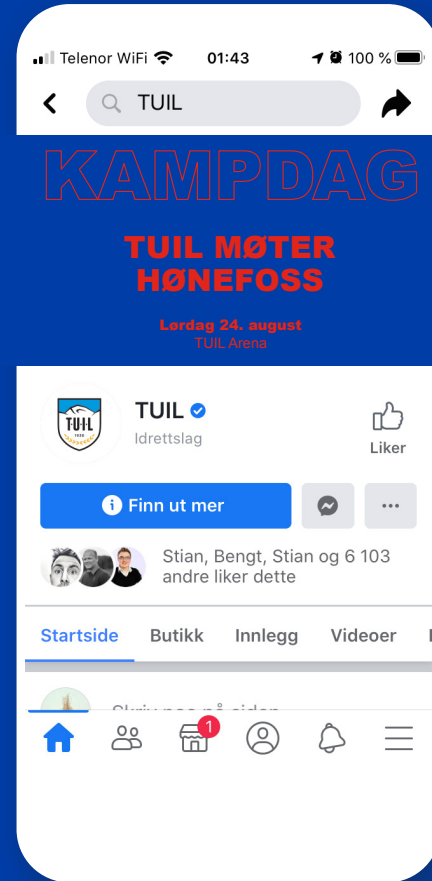 Telenor WiFi 01:43 100 %
TUIL
KAMPDAG
TUIL MØTER
HØNEFOSS
Lørdag 24. august
TUIL Arena
T·U·I·L
TUIL
Idrettslag
Liker
Finn ut mer
Stian, Bengt, Stian og 6 103
andre liker dette
Startside Butikk Innlegg Videoer
1